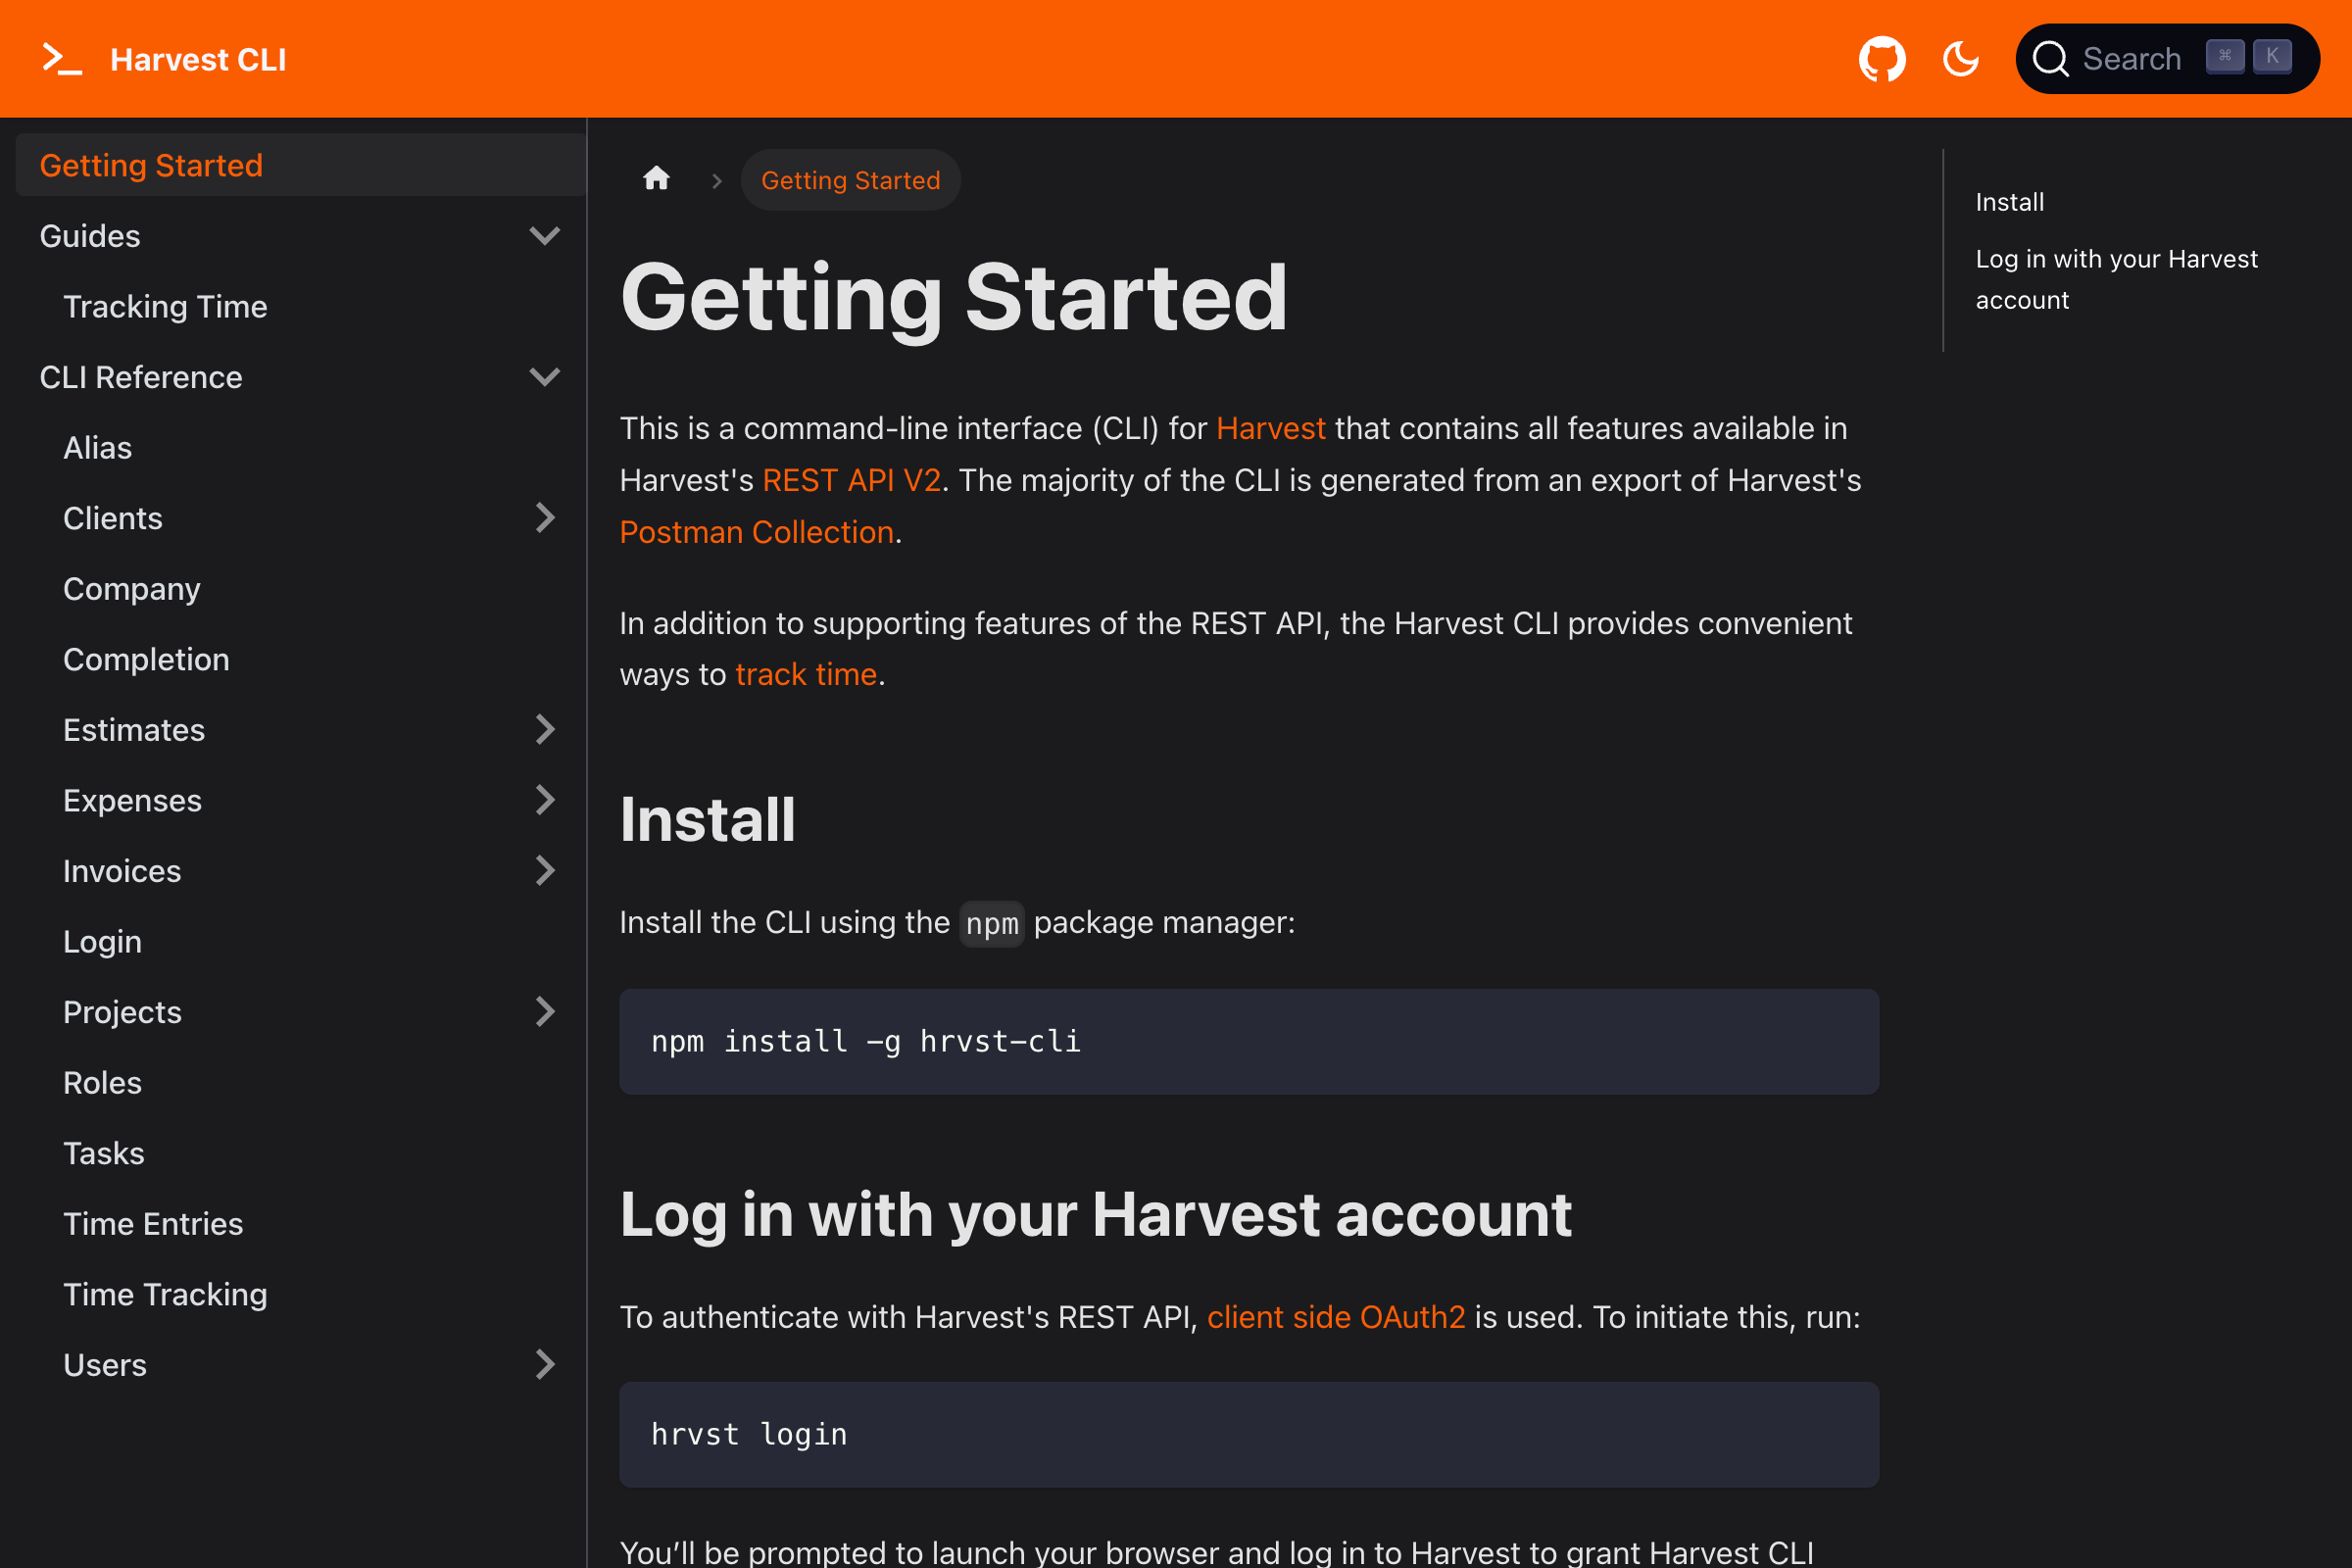 Harvest CLI
Search ⌘ K
Getting Started
Guides
Tracking Time
CLI Reference
Alias
Clients
Company
Completion
Estimates
Expenses
Invoices
Login
Projects
Roles
Tasks
Time Entries
Time Tracking
Users
Getting Started
Getting Started
This is a command-line interface (CLI) for Harvest that contains all features available in
Harvest's REST API V2. The majority of the CLI is generated from an export of Harvest's
Postman Collection.
In addition to supporting features of the REST API, the Harvest CLI provides convenient
ways to track time.
Install
Install the CLI using the npm package manager:
npm install -g hrvst-cli
Log in with your Harvest account
To authenticate with Harvest's REST API, client side OAuth2 is used. To initiate this, run:
hrvst login
You’ll be prompted to launch your browser and log in to Harvest to grant Harvest CLI
Install
Log in with your Harvest
account